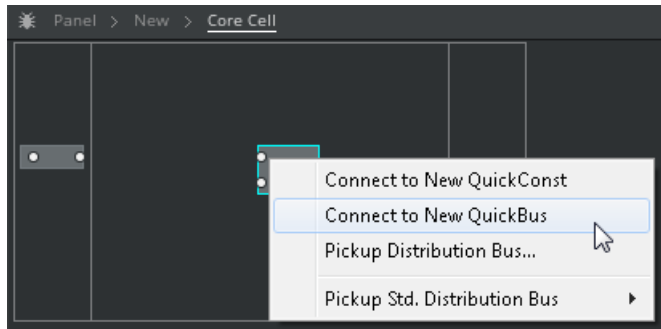 Panel > New > Core Cell
Connect to New QuickConst
Connect to New QuickBus
Pickup Distribution Bus...
Pickup Std. Distribution Bus